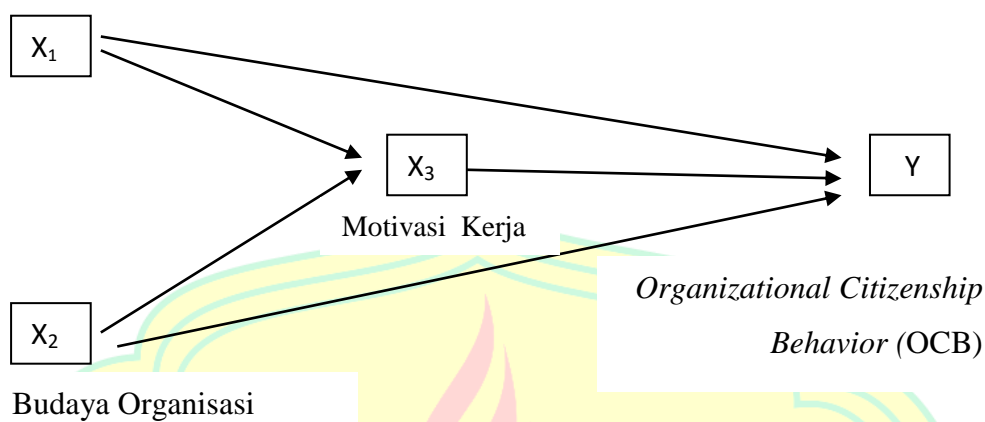 X₁
X₃
Y
Motivasi Kerja
Organizational Citizenship
Behavior (OCB)
X₂
Budaya Organisasi